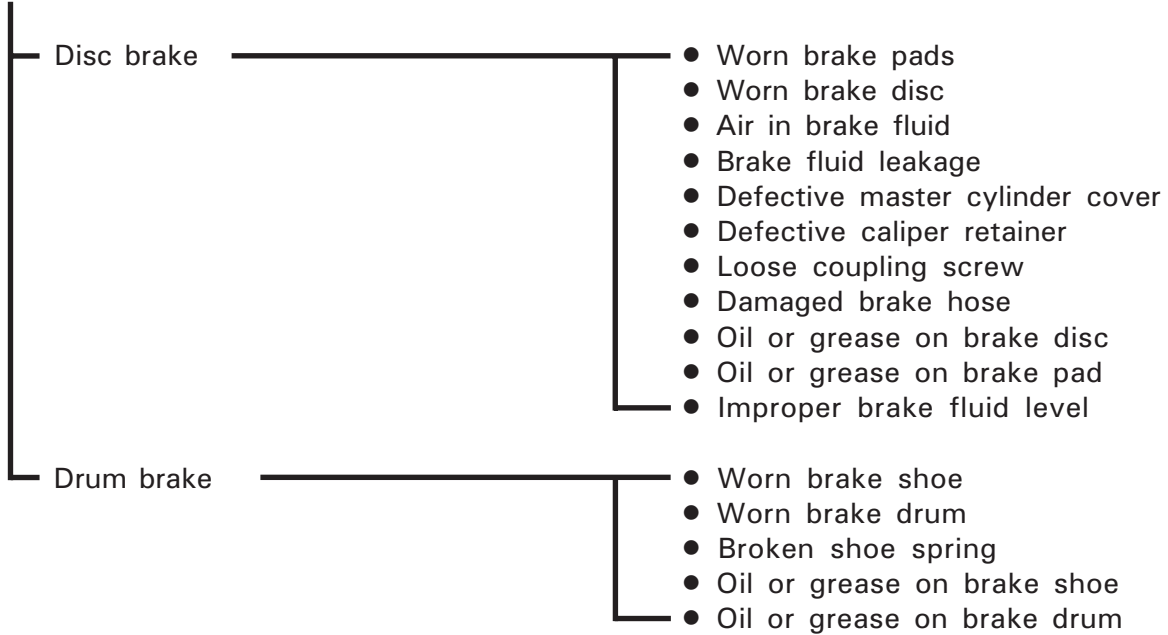 Disc brake
● Worn brake pads
● Worn brake disc
● Air in brake fluid
● Brake fluid leakage
● Defective master cylinder cover
● Defective caliper retainer
● Loose coupling screw
● Damaged brake hose
● Oil or grease on brake disc
● Oil or grease on brake pad
● Improper brake fluid level
Drum brake
● Worn brake shoe
● Worn brake drum
● Broken shoe spring
● Oil or grease on brake shoe
● Oil or grease on brake drum